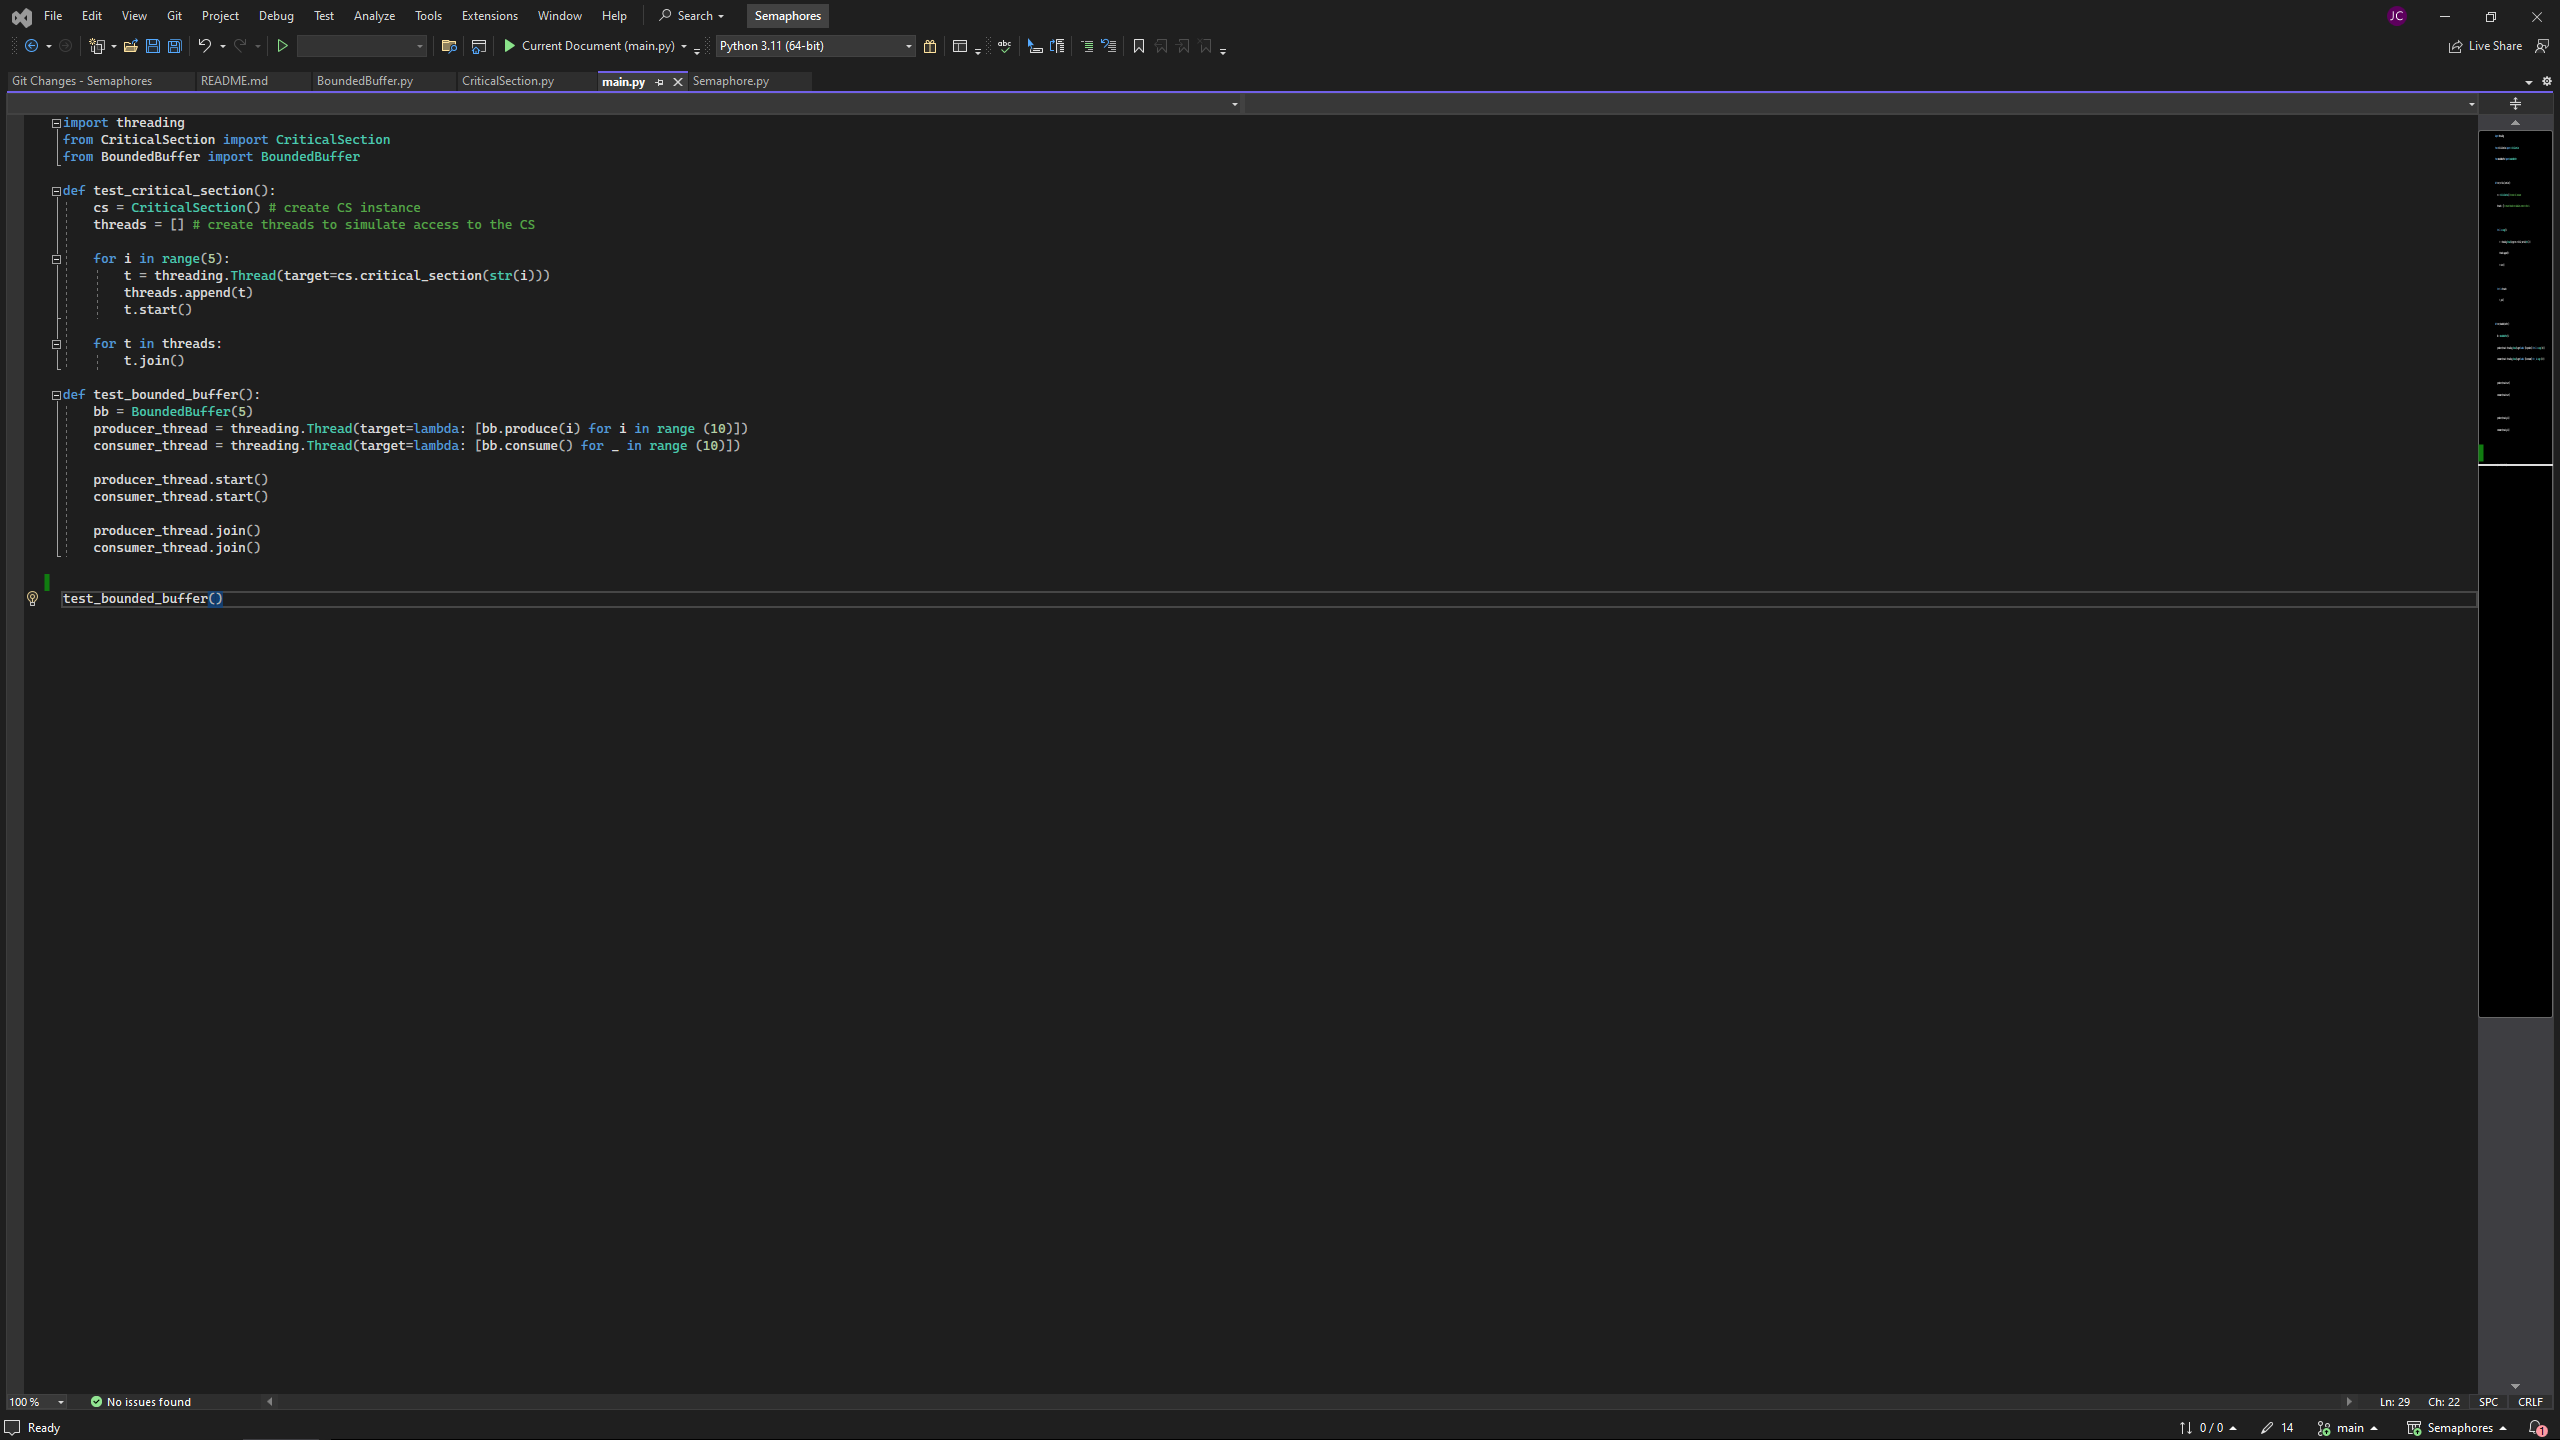 File Edit View Git Project Debug Test Analyze Tools Extensions Window Help Search Semaphores JC
Current Document (main.py) Python 3.11 (64-bit) abc Live Share
Git Changes - Semaphores README.md BoundedBuffer.py CriticalSection.py main.py Semaphore.py
import threading
from CriticalSection import CriticalSection
from BoundedBuffer import BoundedBuffer
def test_critical_section():
cs = CriticalSection() # create CS instance
threads = [] # create threads to simulate access to the CS
for i in range(5):
t = threading.Thread(target=cs.critical_section(str(i)))
threads.append(t)
t.start()
for t in threads:
t.join()
def test_bounded_buffer():
bb = BoundedBuffer(5)
producer_thread = threading.Thread(target=lambda: [bb.produce(i) for i in range (10)])
consumer_thread = threading.Thread(target=lambda: [bb.consume() for _ in range (10)])
producer_thread.start()
consumer_thread.start()
producer_thread.join()
consumer_thread.join()
test_bounded_buffer()
100 % No issues found Ln: 29 Ch: 22 SPC CRLF
Ready 0 / 0 14 main Semaphores 1